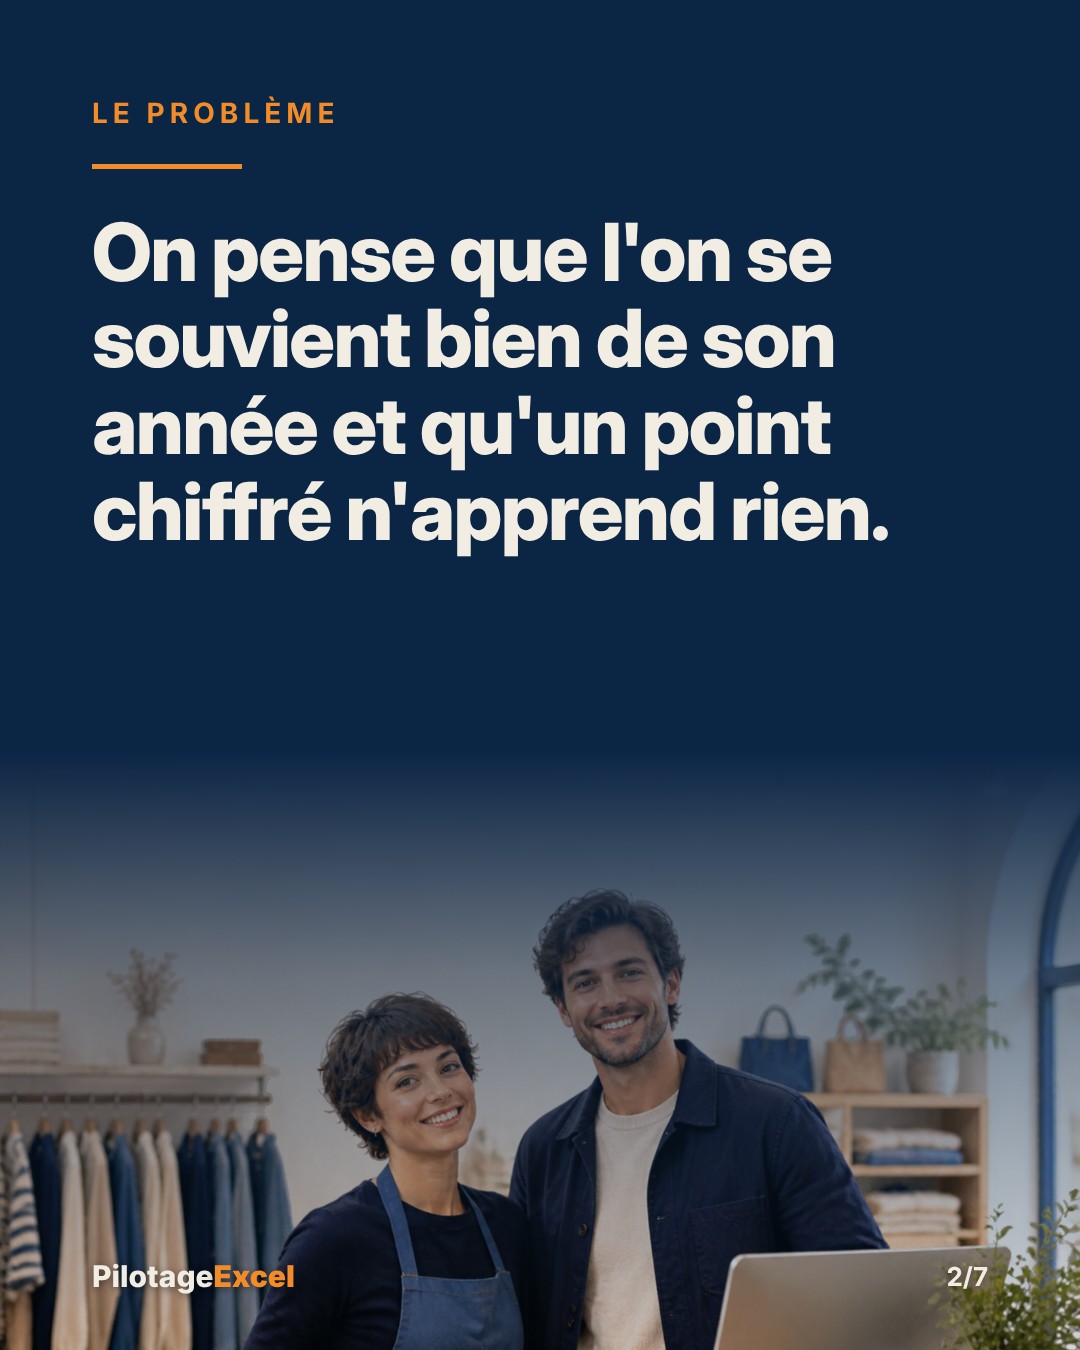 LE PROBLÈME
On pense que l'on se
souvient bien de son
année et qu'un point
chiffré n'apprend rien.
PilotageExcel
2/7